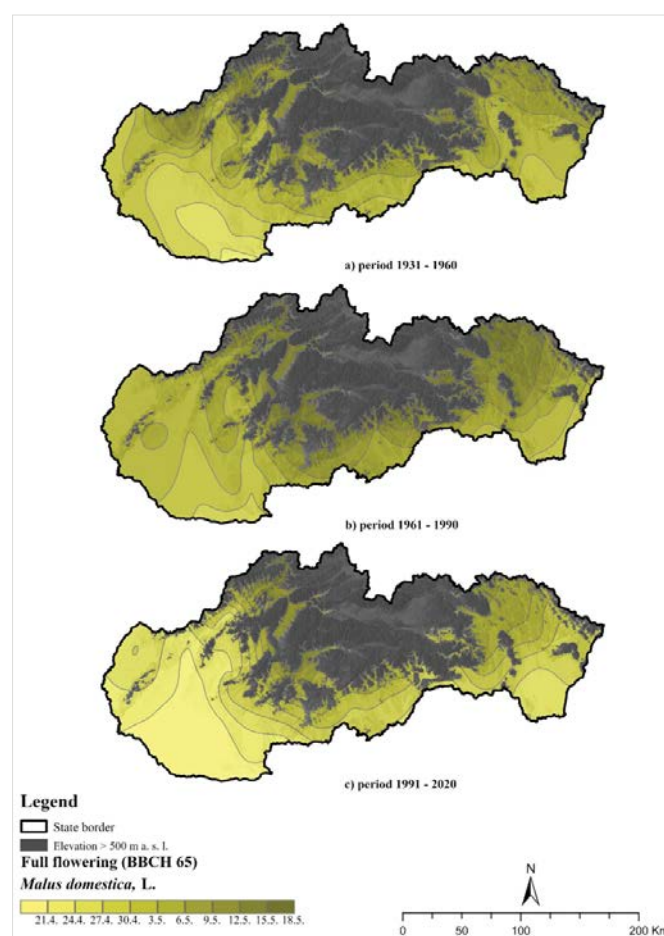 a) period 1931 - 1960
b) period 1961 - 1990
c) period 1991 - 2020
Legend
State border
Elevation > 500 m a. s. l.
Full flowering (BBCH 65)
Malus domestica, L.
21.4. 24.4. 27.4. 30.4. 3.5. 6.5. 9.5. 12.5. 15.5. 18.5.
N
0 50 100 200 Km